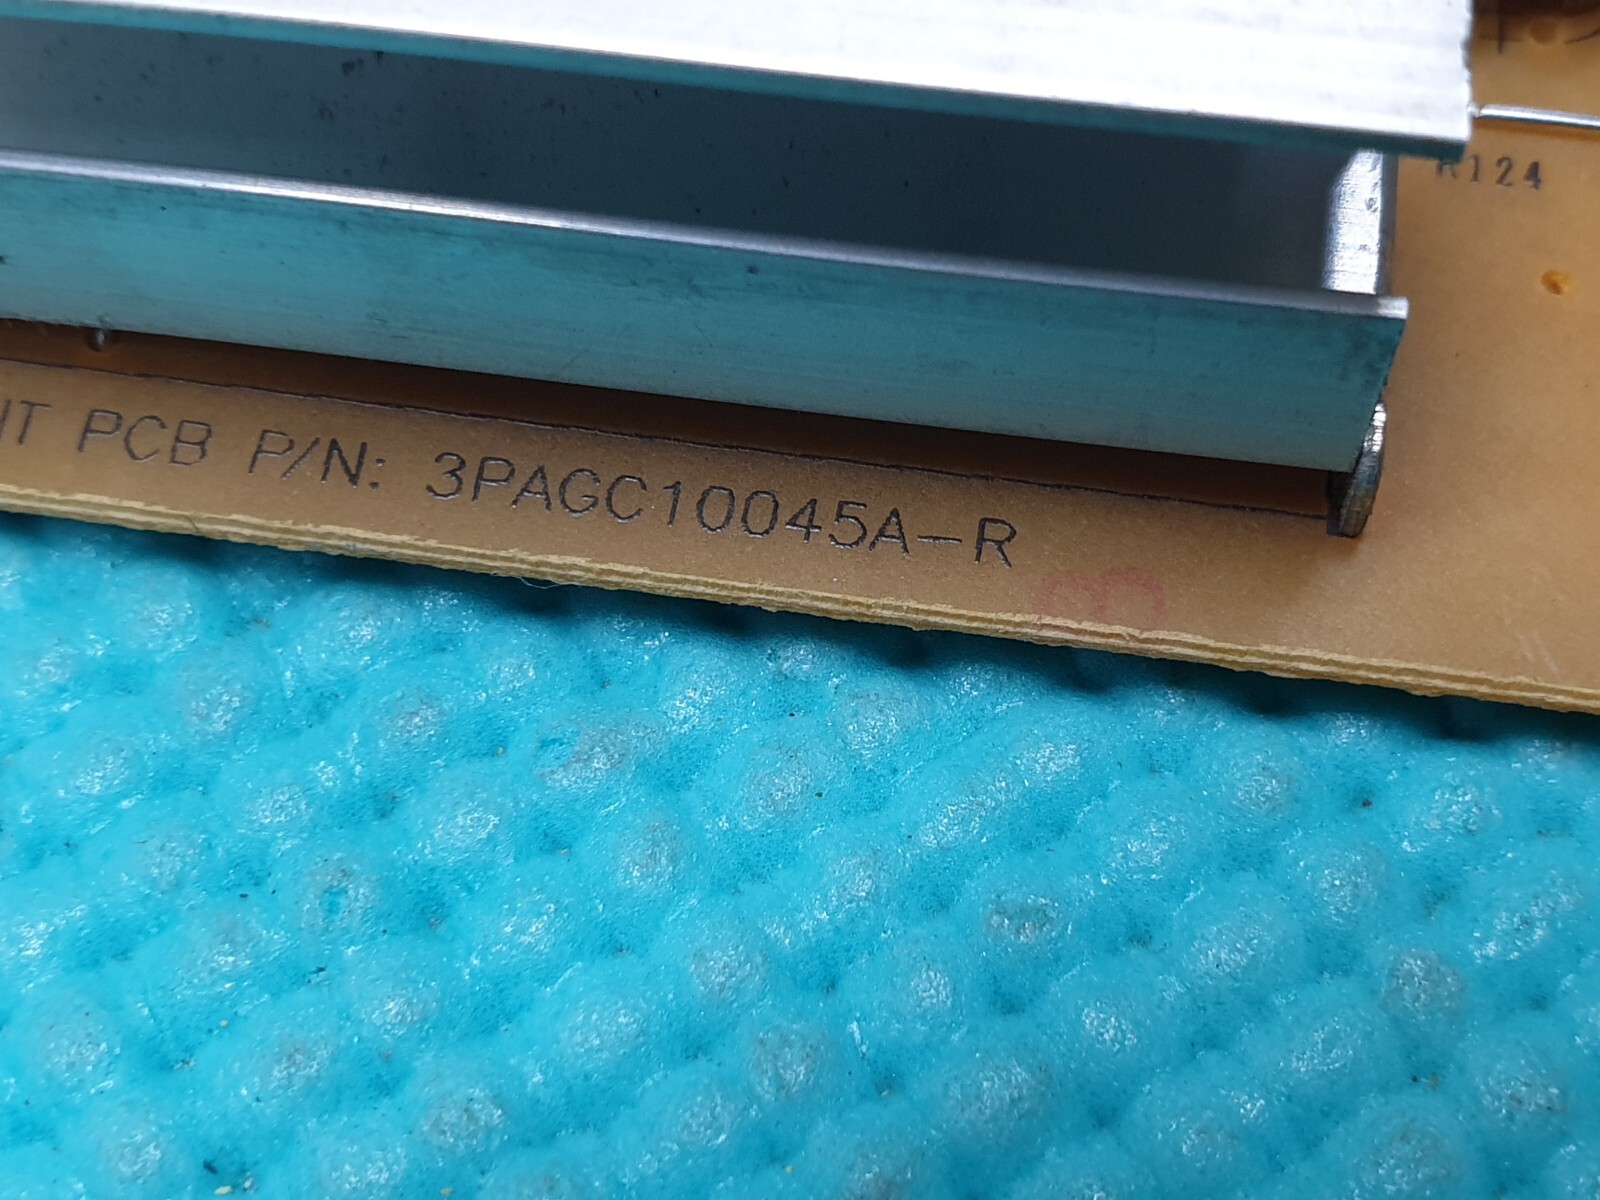 R124
PCB P/N: 3PAGC10045A-R